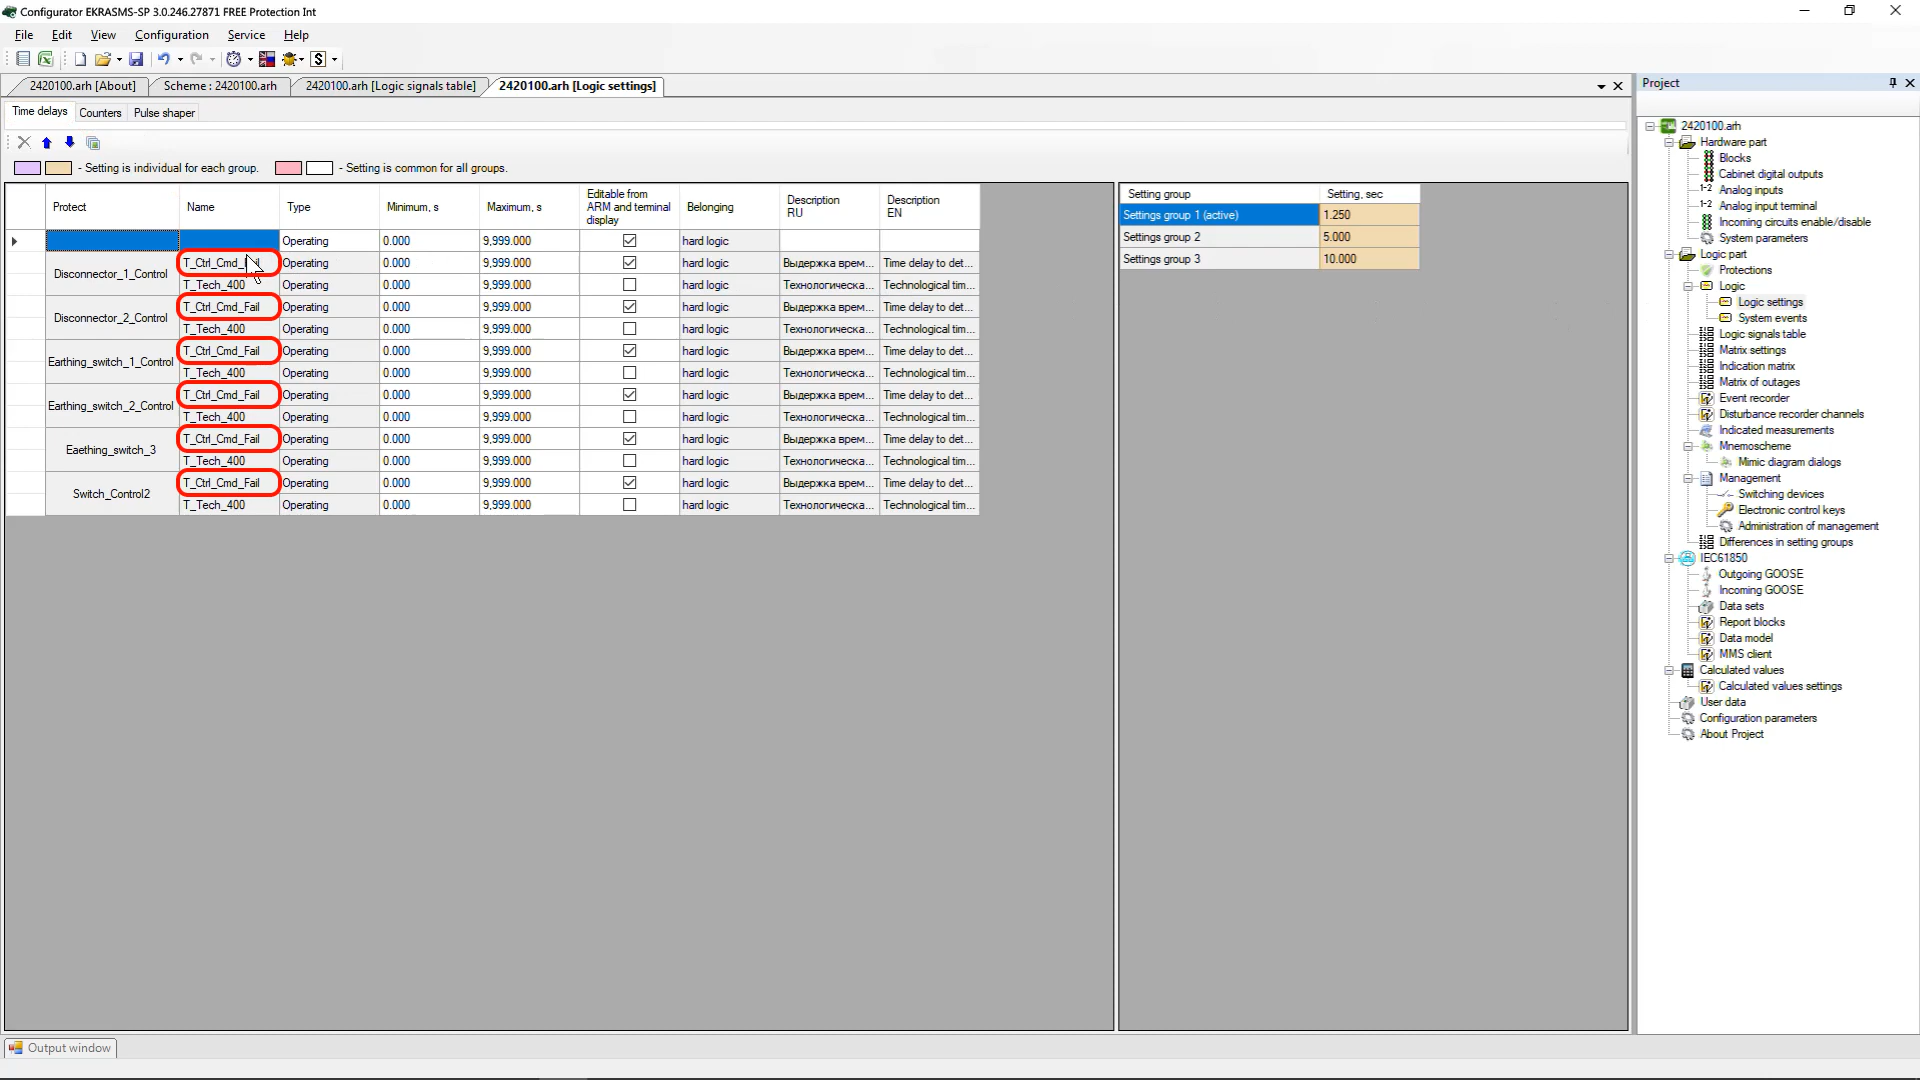 Configurator EKRASMS-SP 3.0.246.27871 FREE Protection Int
File Edit View Configuration Service Help
2420100.arh [About] Scheme : 2420100.arh 2420100.arh [Logic signals table] 2420100.arh [Logic settings]
Time delays Counters Pulse shaper
- Setting is individual for each group. - Setting is common for all groups.
Protect Name Type Minimum, s Maximum, s Editable from ARM and terminal display Belonging Description RU Description EN
Operating 0.000 9,999.000 hard logic
Disconnector_1_Control
T_Ctrl_Cmd_ Operating 0.000 9,999.000 hard logic Выдержка врем... Time delay to det...
T_Tech_400 Operating 0.000 9,999.000 hard logic Технологическа... Technological tim...
Disconnector_2_Control
T_Ctrl_Cmd_Fail Operating 0.000 9,999.000 hard logic Выдержка врем... Time delay to det...
T_Tech_400 Operating 0.000 9,999.000 hard logic Технологическа... Technological tim...
Earthing_switch_1_Control
T_Ctrl_Cmd_Fail Operating 0.000 9,999.000 hard logic Выдержка врем... Time delay to det...
T_Tech_400 Operating 0.000 9,999.000 hard logic Технологическа... Technological tim...
Earthing_switch_2_Control
T_Ctrl_Cmd_Fail Operating 0.000 9,999.000 hard logic Выдержка врем... Time delay to det...
T_Tech_400 Operating 0.000 9,999.000 hard logic Технологическа... Technological tim...
Eaething_switch_3
T_Ctrl_Cmd_Fail Operating 0.000 9,999.000 hard logic Выдержка врем... Time delay to det...
T_Tech_400 Operating 0.000 9,999.000 hard logic Технологическа... Technological tim...
Switch_Control2
T_Ctrl_Cmd_Fail Operating 0.000 9,999.000 hard logic Выдержка врем... Time delay to det...
T_Tech_400 Operating 0.000 9,999.000 hard logic Технологическа... Technological tim...
Setting group Setting, sec
Settings group 1 (active) 1.250
Settings group 2 5.000
Settings group 3 10.000
Project
2420100.arh
Hardware part
Blocks
Cabinet digital outputs
1-2 Analog inputs
1-2 Analog input terminal
Incoming circuits enable/disable
System parameters
Logic part
Protections
Logic
Logic settings
System events
Logic signals table
Matrix settings
Indication matrix
Matrix of outages
Event recorder
Disturbance recorder channels
Indicated measurements
Mnemoscheme
Mimic diagram dialogs
Management
Switching devices
Electronic control keys
Administration of management
Differences in setting groups
IEC61850
Outgoing GOOSE
Incoming GOOSE
Data sets
Report blocks
Data model
MMS client
Calculated values
Calculated values settings
User data
Configuration parameters
About Project
Output window